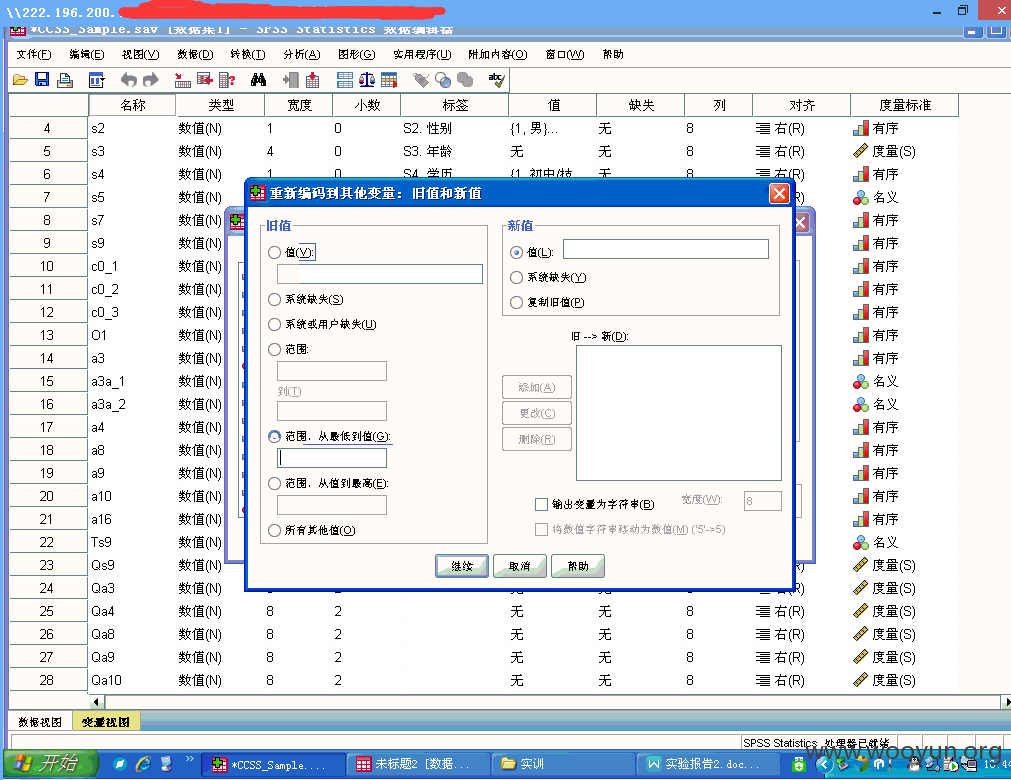 \\222.196.200.
*CCSS_Sample.sav [数据集1] - SPSS Statistics 数据编辑器
文件(F) 编辑(E) 视图(V) 数据(D) 转换(T) 分析(A) 图形(G) 实用程序(U) 附加内容(O) 窗口(W) 帮助
名称 类型 宽度 小数 标签 值 缺失 列 对齐 度量标准
4 s2 数值(N) 1 0 S2. 性别 {1, 男}... 无 8 右(R) 有序
5 s3 数值(N) 4 0 S3. 年龄 无 无 8 右(R) 度量(S)
6 s4 数值(N) 1 0 S4. 学历 {1, 初中/技 无 8 右(R) 有序
7 s5 数值(N) 名义
8 s7 数值(N) 有序
9 s9 数值(N) 有序
10 c0_1 数值(N) 有序
11 c0_2 数值(N) 有序
12 c0_3 数值(N) 有序
13 O1 数值(N) 有序
14 a3 数值(N) 有序
15 a3a_1 数值(N) 名义
16 a3a_2 数值(N) 名义
17 a4 数值(N) 有序
18 a8 数值(N) 有序
19 a9 数值(N) 有序
20 a10 数值(N) 有序
21 a16 数值(N) 有序
22 Ts9 数值(N) 名义
23 Qs9 数值(N) 度量(S)
24 Qa3 数值(N) 8 2 无 无 8 右(R) 度量(S)
25 Qa4 数值(N) 8 2 无 无 8 右(R) 度量(S)
26 Qa8 数值(N) 8 2 无 无 8 右(R) 度量(S)
27 Qa9 数值(N) 8 2 无 无 8 右(R) 度量(S)
28 Qa10 数值(N) 8 2 无 无 8 右(R) 度量(S)
重新编码到其他变量: 旧值和新值
旧值
值(V):
系统缺失(S)
系统或用户缺失(U)
范围:
到(T)
范围, 从最低到值(G):
范围, 从值到最高(E):
所有其他值(O)
新值
值(L):
系统缺失(Y)
复制旧值(P)
旧 --> 新(D):
添加(A)
更改(C)
删除(R)
输出变量为字符串(B) 宽度(W): 8
将数值字符串移动为数值(M) ('5'->5)
继续 取消 帮助
数据视图 变量视图
SPSS Statistics 处理器已就绪
www.wooyun.org
开始 *CCSS_Sample.... 未标题2 [数据... 实训 实验报告2.doc...